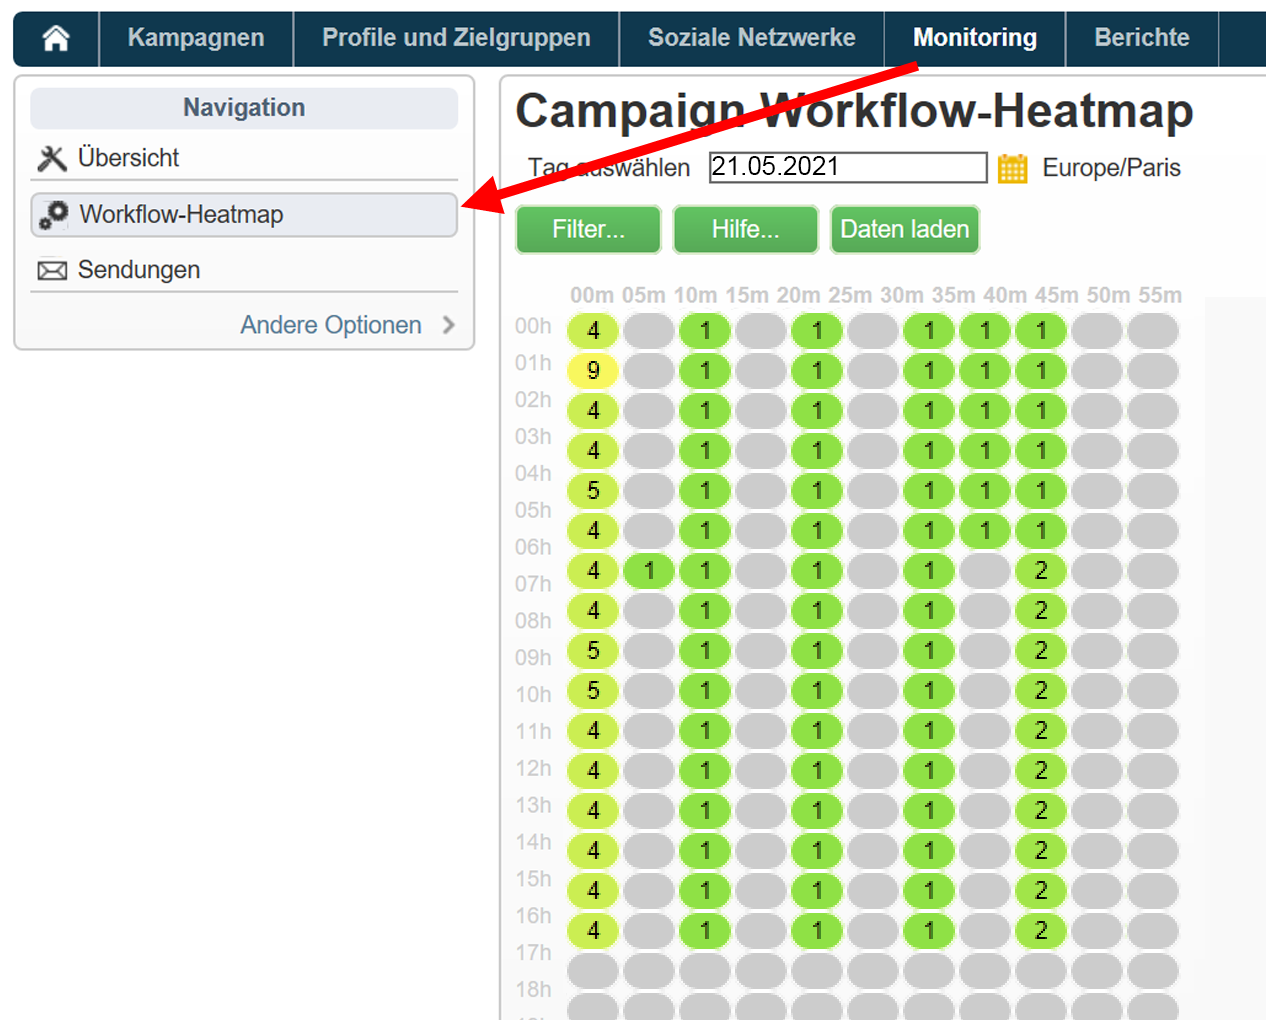 Kampagnen Profile und Zielgruppen Soziale Netzwerke Monitoring Berichte
Navigation
Übersicht
Workflow-Heatmap
Sendungen
Andere Optionen
Campaign Workflow-Heatmap
Tag auswählen 21.05.2021 Europe/Paris
Filter... Hilfe... Daten laden
00m 05m 10m 15m 20m 25m 30m 35m 40m 45m 50m 55m
00h 4 1 1 1 1 1
01h 9 1 1 1 1 1
02h 4 1 1 1 1 1
03h 4 1 1 1 1 1
04h 5 1 1 1 1 1
05h 4 1 1 1 1 1
06h 4 1 1 1 1 2
07h 4 1 1 1 2
08h 5 1 1 1 2
09h 5 1 1 1 2
10h 4 1 1 1 2
11h 4 1 1 1 2
12h 4 1 1 1 2
13h 4 1 1 1 2
14h 4 1 1 1 2
15h 4 1 1 1 2
16h
17h
18h